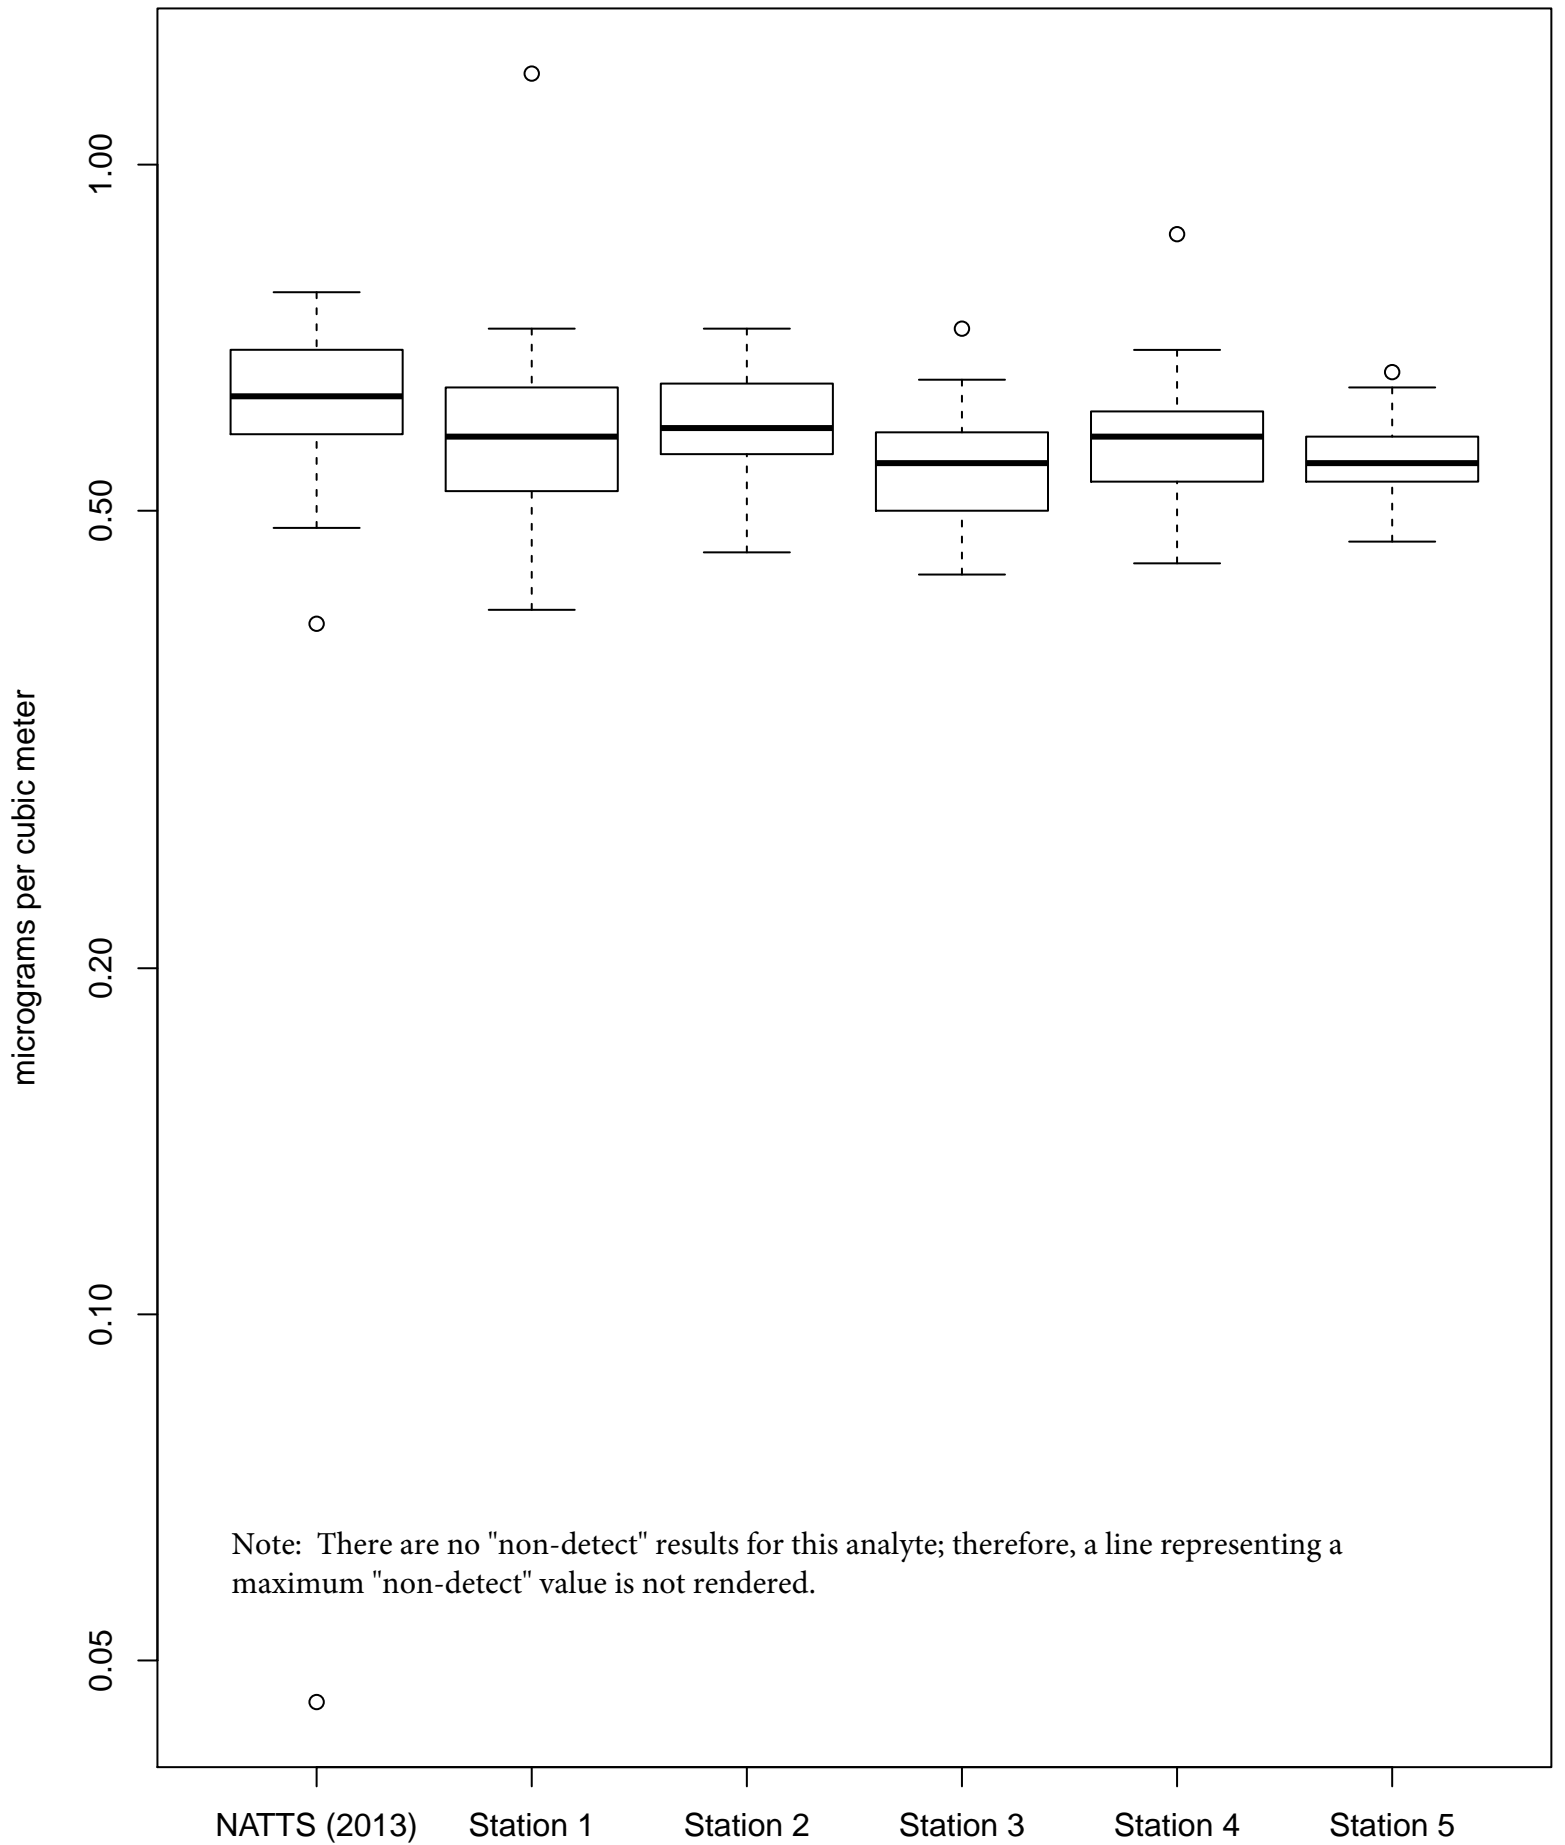 micrograms per cubic meter
1.00
0.50
0.20
0.10
0.05
Note:  There are no "non-detect" results for this analyte; therefore, a line representing a
maximum "non-detect" value is not rendered.
NATTS (2013)
Station 1
Station 2
Station 3
Station 4
Station 5